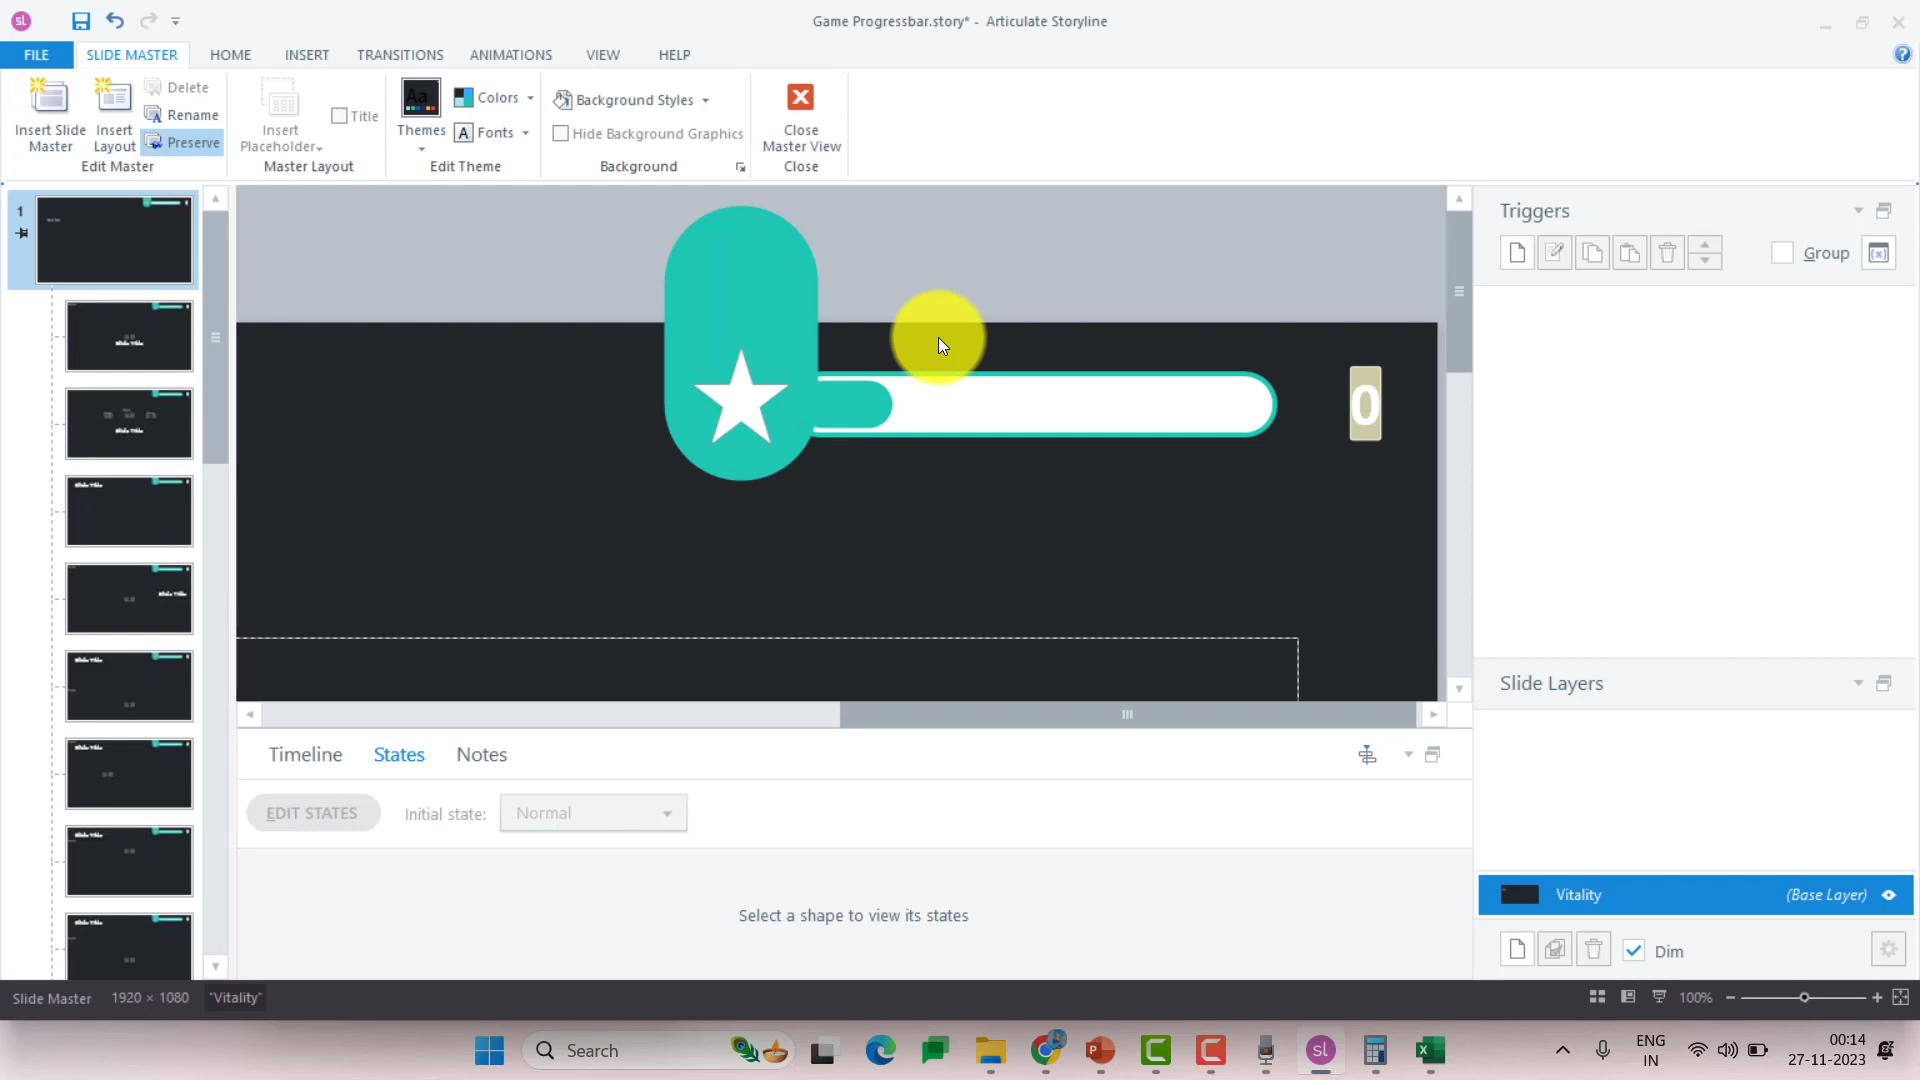 sl
Game Progressbar.story* - Articulate Storyline
FILE
SLIDE MASTER
HOME
INSERT
TRANSITIONS
ANIMATIONS
VIEW
HELP
Insert Slide Master
Insert Layout
Delete
Rename
Preserve
Edit Master
Insert Placeholder
Title
Master Layout
Aa
Themes
Colors
A Fonts
Edit Theme
Background Styles
Hide Background Graphics
Background
Close Master View
Close
1
0
Triggers
Group
(x)
Slide Layers
Vitality
(Base Layer)
Dim
Timeline
States
Notes
EDIT STATES
Initial state:
Normal
Select a shape to view its states
Slide Master
1920 × 1080
"Vitality"
100%
Search
sl
ENG
IN
00:14
27-11-2023